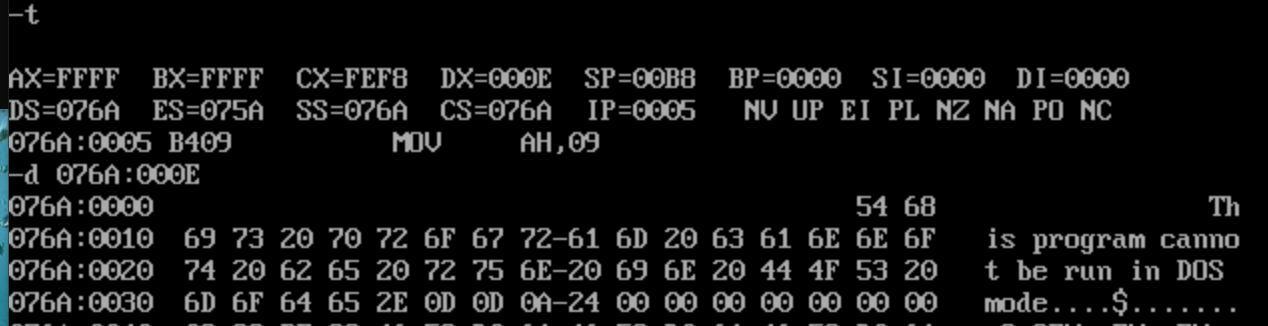 -t
AX=FFFF  BX=FFFF  CX=FEF8  DX=000E  SP=00B8  BP=0000  SI=0000  DI=0000
DS=076A  ES=075A  SS=076A  CS=076A  IP=0005   NV UP EI PL NZ NA PO NC
076A:0005 B409          MOV     AH,09
-d 076A:000E
076A:0000                                            54 68                 Th
076A:0010  69 73 20 70 72 6F 67 72-61 6D 20 63 61 6E 6E 6F   is program canno
076A:0020  74 20 62 65 20 72 75 6E-20 69 6E 20 44 4F 53 20   t be run in DOS
076A:0030  6D 6F 64 65 2E 0D 0D 0A-24 00 00 00 00 00 00 00   mode....$.......